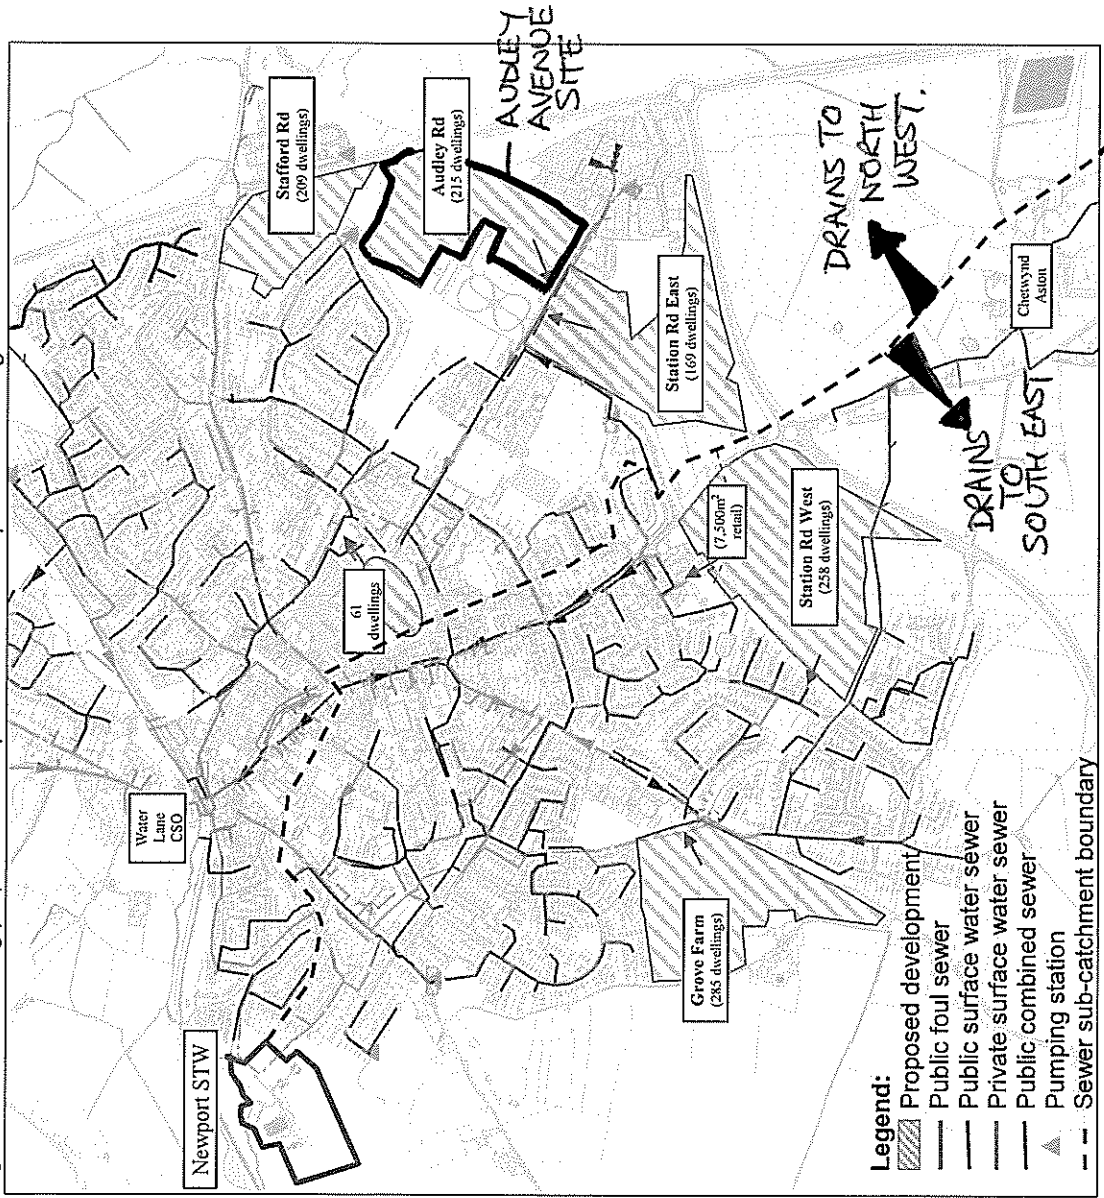 Newport STW
Water
Lane
CSO
Stafford Rd
(209 dwellings)
Audley Rd
(215 dwellings)
AUDLEY
AVENUE
SITE
61
dwellings
Station Rd East
(169 dwellings)
(7,500m²
retail)
Station Rd West
(258 dwellings)
Grove Farm
(285 dwellings)
Chetwynd
Aston
DRAINS TO
NORTH
WEST.
DRAINS
TO
SOUTH EAST
Legend:
Proposed development
Public foul sewer
Public surface water sewer
Private surface water sewer
Public combined sewer
Pumping station
Sewer sub-catchment boundary